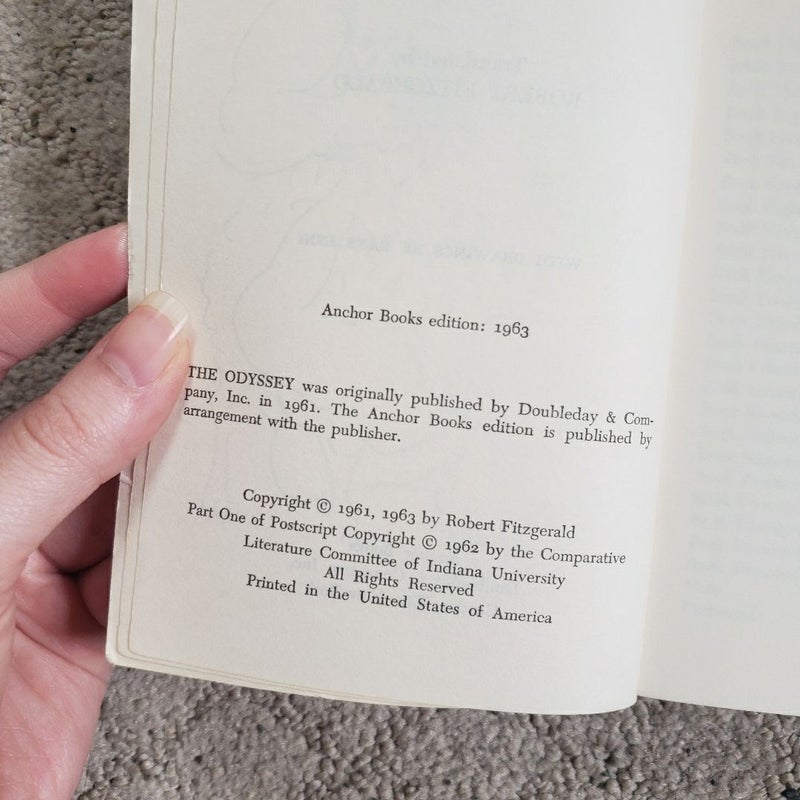 Anchor Books edition: 1963
THE ODYSSEY was originally published by Doubleday & Com-
pany, Inc. in 1961. The Anchor Books edition is published by
arrangement with the publisher.
Copyright © 1961, 1963 by Robert Fitzgerald
Part One of Postscript Copyright © 1962 by the Comparative
Literature Committee of Indiana University
All Rights Reserved
Printed in the United States of America